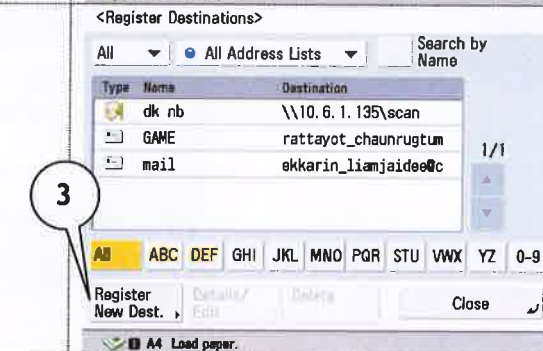 <Register Destinations>
All All Address Lists Search by Name
Type Name Destination
dk nb \\10.6.1.135\scan
GAME rattayot_chaunrugtum
mail ekkarin_liamjaidee@c
1/1
3
All ABC DEF GHI JKL MNO PQR STU VWX YZ 0-9
Register New Dest. Details/ Edit Delete Close
A4 Load paper.